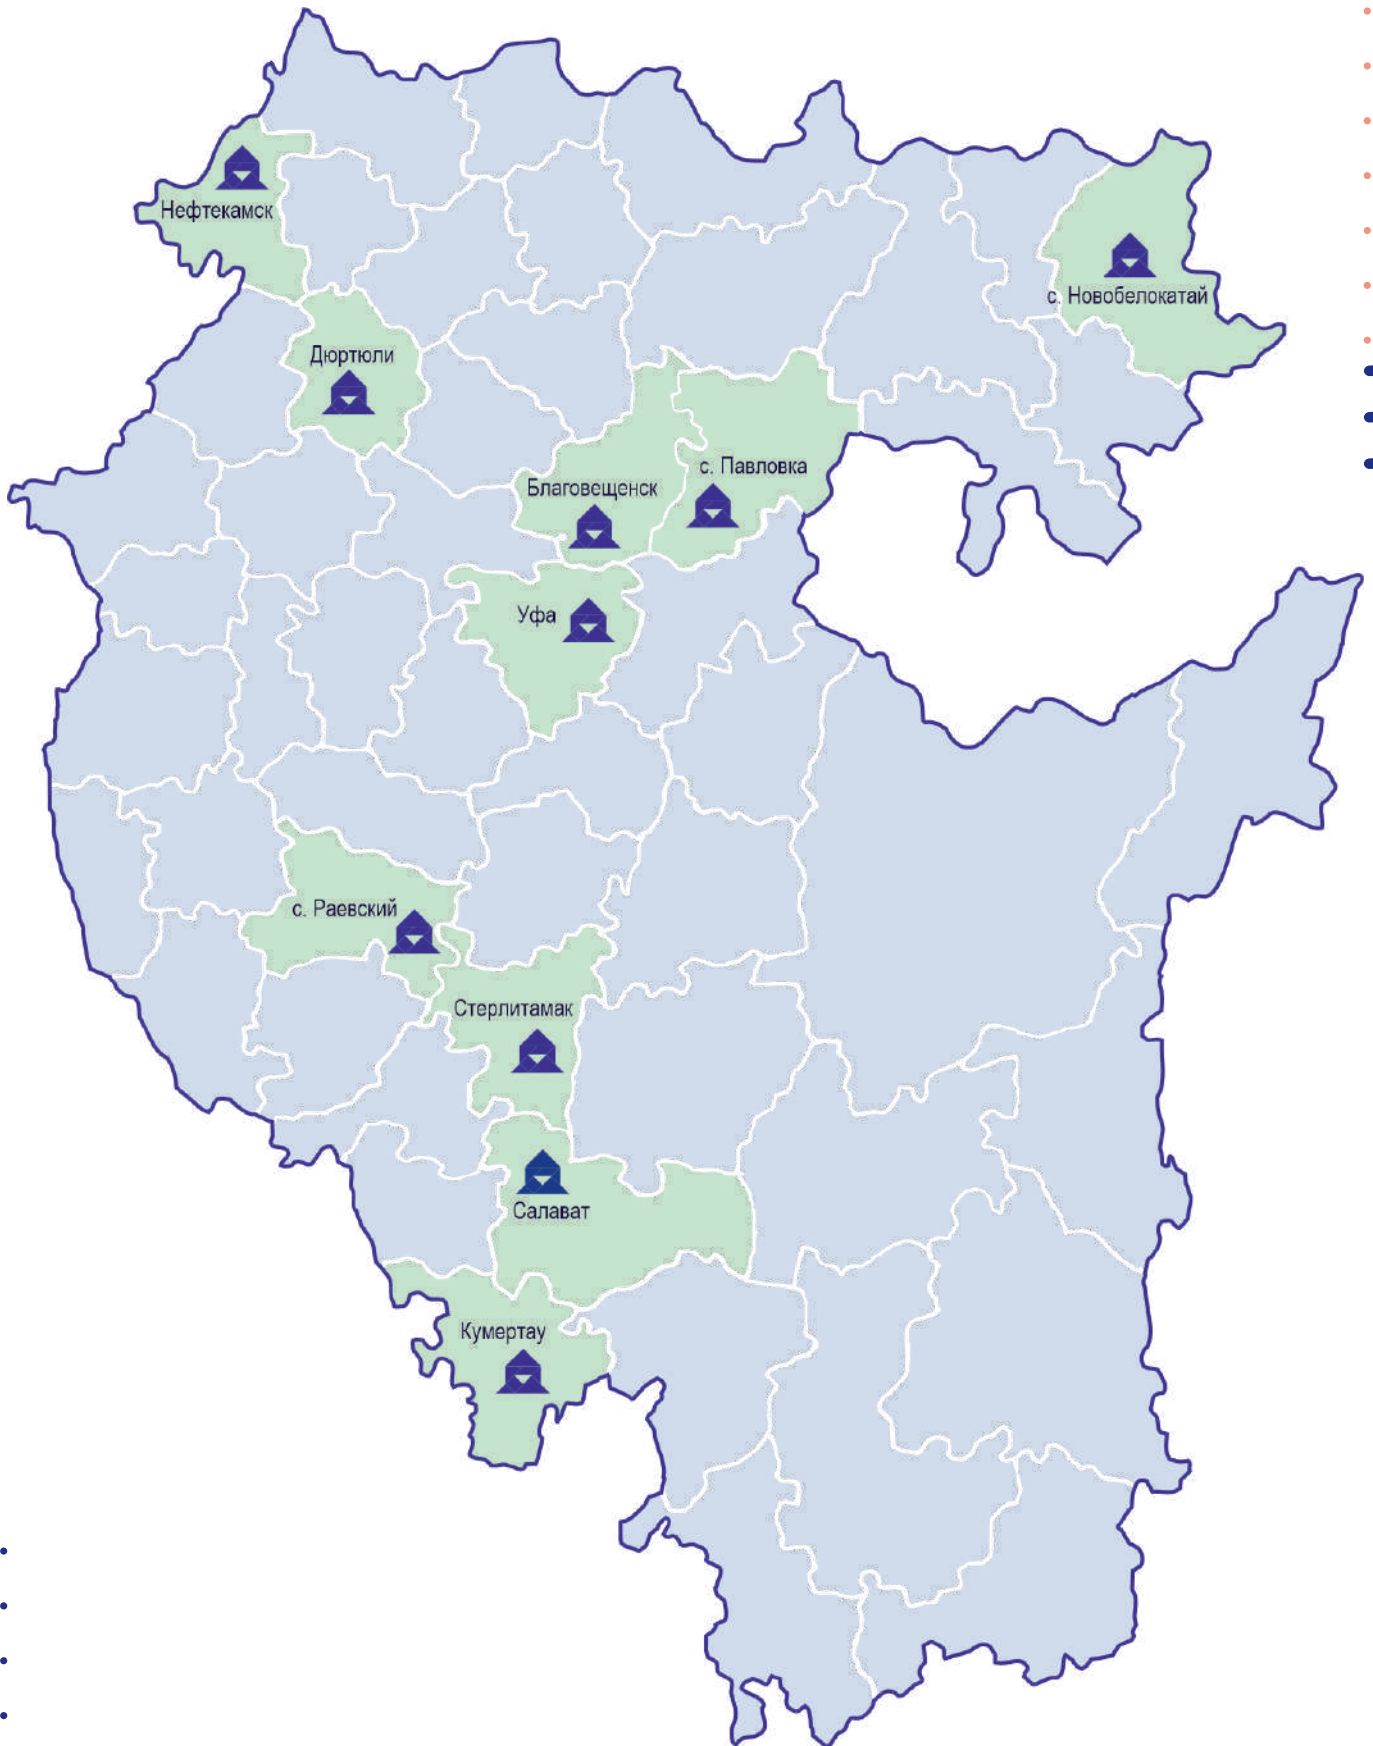 Нефтекамск
с. Новобелокатай
Дюртюли
с. Павловка
Благовещенск
Уфа
с. Раевский
Стерлитамак
Салават
Кумертау